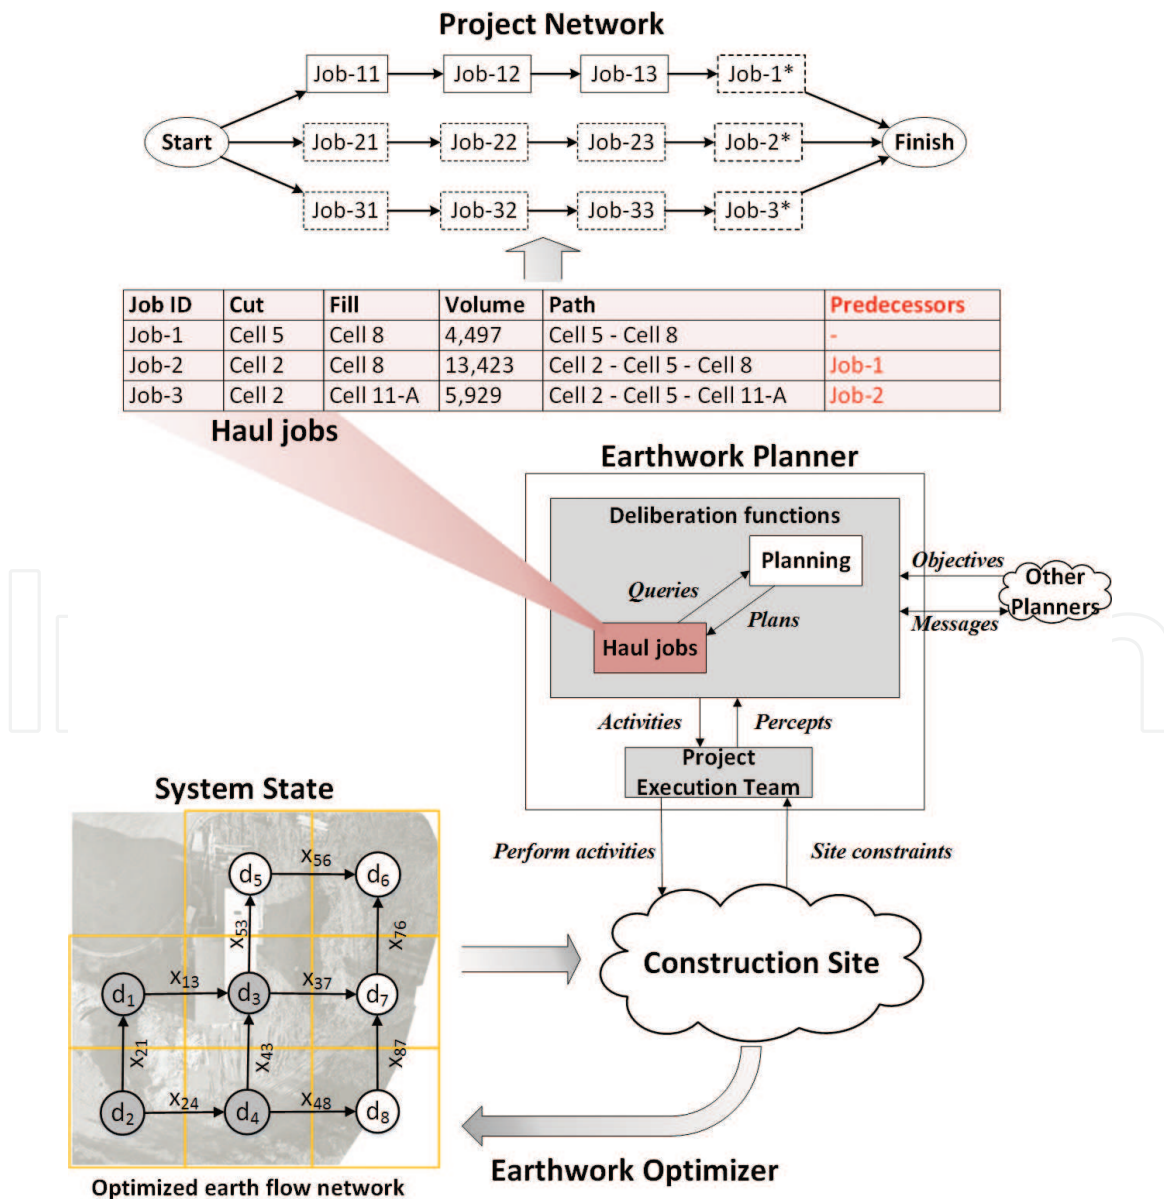 Project Network
Job-11 Job-12 Job-13 Job-1*
Start Job-21 Job-22 Job-23 Job-2* Finish
Job-31 Job-32 Job-33 Job-3*
Job ID Cut Fill Volume Path Predecessors
Job-1 Cell 5 Cell 8 4,497 Cell 5 - Cell 8 -
Job-2 Cell 2 Cell 8 13,423 Cell 2 - Cell 5 - Cell 8 Job-1
Job-3 Cell 2 Cell 11-A 5,929 Cell 2 - Cell 5 - Cell 11-A Job-2
Haul jobs
Earthwork Planner
Deliberation functions
Planning
Queries
Plans
Haul jobs
Objectives
Other
Planners
Messages
Activities Percepts
Project
Execution Team
Perform activities Site constraints
Construction Site
System State
d5 x56 d6
x53 x76
d1 x13 d3 x37 d7
x21 x43 x87
d2 x24 d4 x48 d8
Optimized earth flow network
Earthwork Optimizer